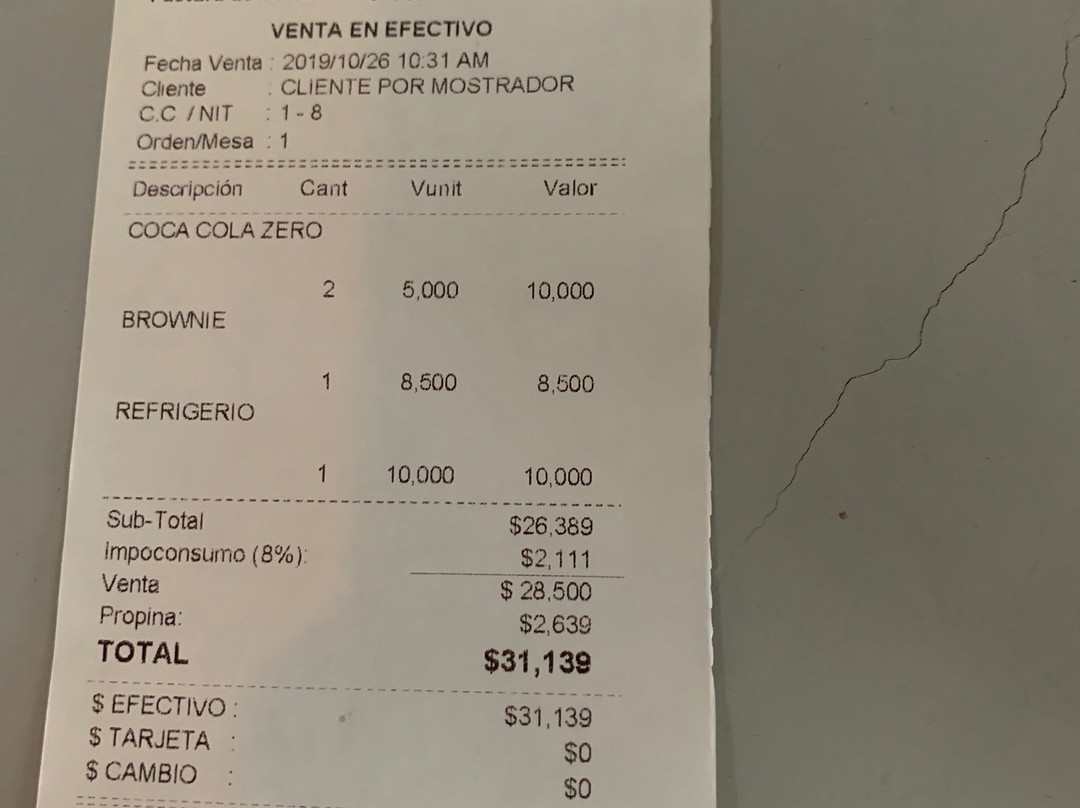 VENTA EN EFECTIVO
Fecha Venta : 2019/10/26 10:31 AM
Cliente : CLIENTE POR MOSTRADOR
C.C / NIT : 1 - 8
Orden/Mesa : 1
Descripción Cant Vunit Valor
COCA COLA ZERO
2 5,000 10,000
BROWNIE
1 8,500 8,500
REFRIGERIO
1 10,000 10,000
Sub-Total $26,389
Impoconsumo (8%): $2,111
Venta $ 28,500
Propina: $2,639
TOTAL $31,139
$ EFECTIVO : $31,139
$ TARJETA : $0
$ CAMBIO : $0